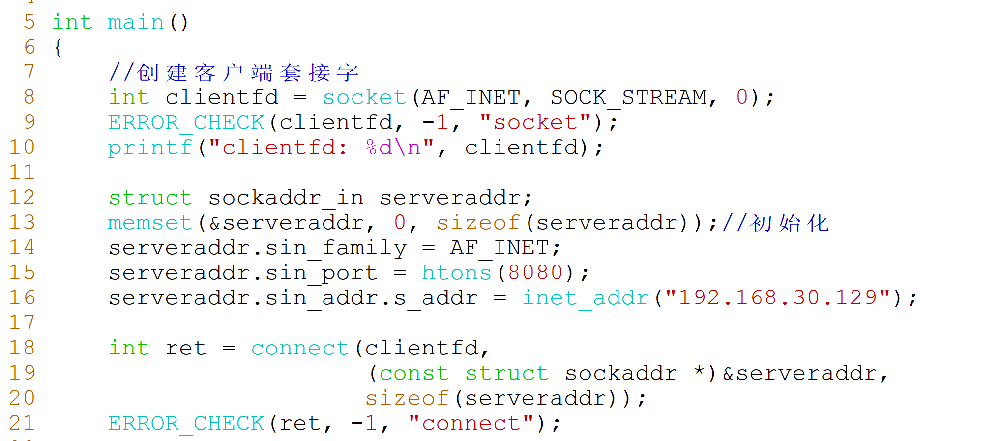 5 int main()
6 {
7     //创建客户端套接字
8     int clientfd = socket(AF_INET, SOCK_STREAM, 0);
9     ERROR_CHECK(clientfd, -1, "socket");
10     printf("clientfd: %d\n", clientfd);
11
12     struct sockaddr_in serveraddr;
13     memset(&serveraddr, 0, sizeof(serveraddr));//初始化
14     serveraddr.sin_family = AF_INET;
15     serveraddr.sin_port = htons(8080);
16     serveraddr.sin_addr.s_addr = inet_addr("192.168.30.129");
17
18     int ret = connect(clientfd,
19                       (const struct sockaddr *)&serveraddr,
20                       sizeof(serveraddr));
21     ERROR_CHECK(ret, -1, "connect");